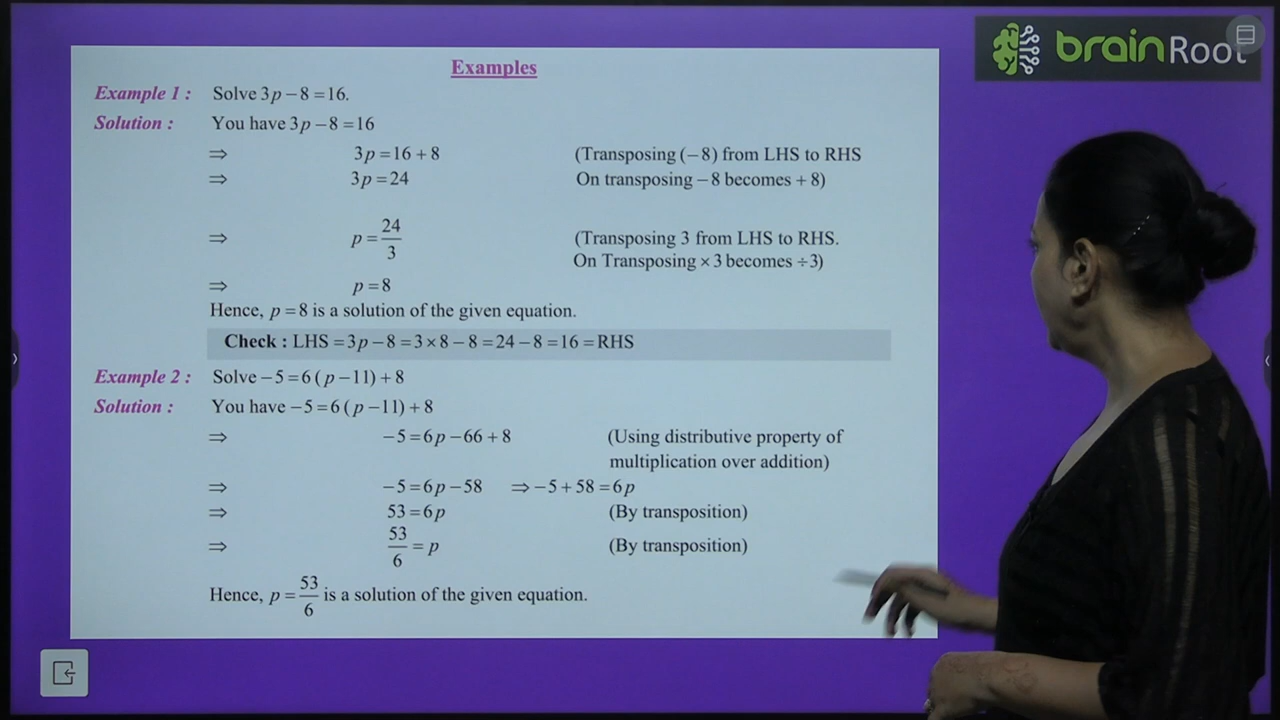 brainRoot
Examples
Example 1 : Solve 3p − 8 = 16.
Solution : You have 3p − 8 = 16
⇒ 3p = 16 + 8 (Transposing (− 8) from LHS to RHS
⇒ 3p = 24 On transposing − 8 becomes + 8)
⇒ p = 24/3 (Transposing 3 from LHS to RHS.
On Transposing × 3 becomes ÷ 3)
⇒ p = 8
Hence, p = 8 is a solution of the given equation.
Check : LHS = 3p − 8 = 3 × 8 − 8 = 24 − 8 = 16 = RHS
Example 2 : Solve − 5 = 6 ( p − 11) + 8
Solution : You have − 5 = 6 ( p − 11) + 8
⇒ − 5 = 6p − 66 + 8 (Using distributive property of
multiplication over addition)
⇒ − 5 = 6p − 58 ⇒ − 5 + 58 = 6p
⇒ 53 = 6p (By transposition)
⇒ 53/6 = p (By transposition)
Hence, p = 53/6 is a solution of the given equation.